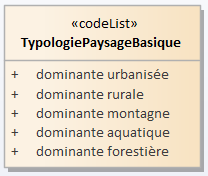 «codeList»
TypologiePaysageBasique
+ dominante urbanisée
+ dominante rurale
+ dominante montagne
+ dominante aquatique
+ dominante forestière